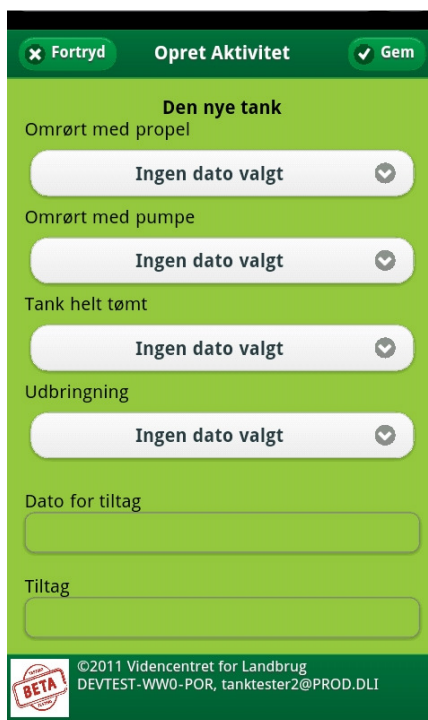 Fortryd
Opret Aktivitet
Gem
Den nye tank
Omrørt med propel
Ingen dato valgt
Omrørt med pumpe
Ingen dato valgt
Tank helt tømt
Ingen dato valgt
Udbringning
Ingen dato valgt
Dato for tiltag
Tiltag
BETA
©2011 Videncentret for Landbrug
DEVTEST-WW0-POR, tanktester2@PROD.DLI